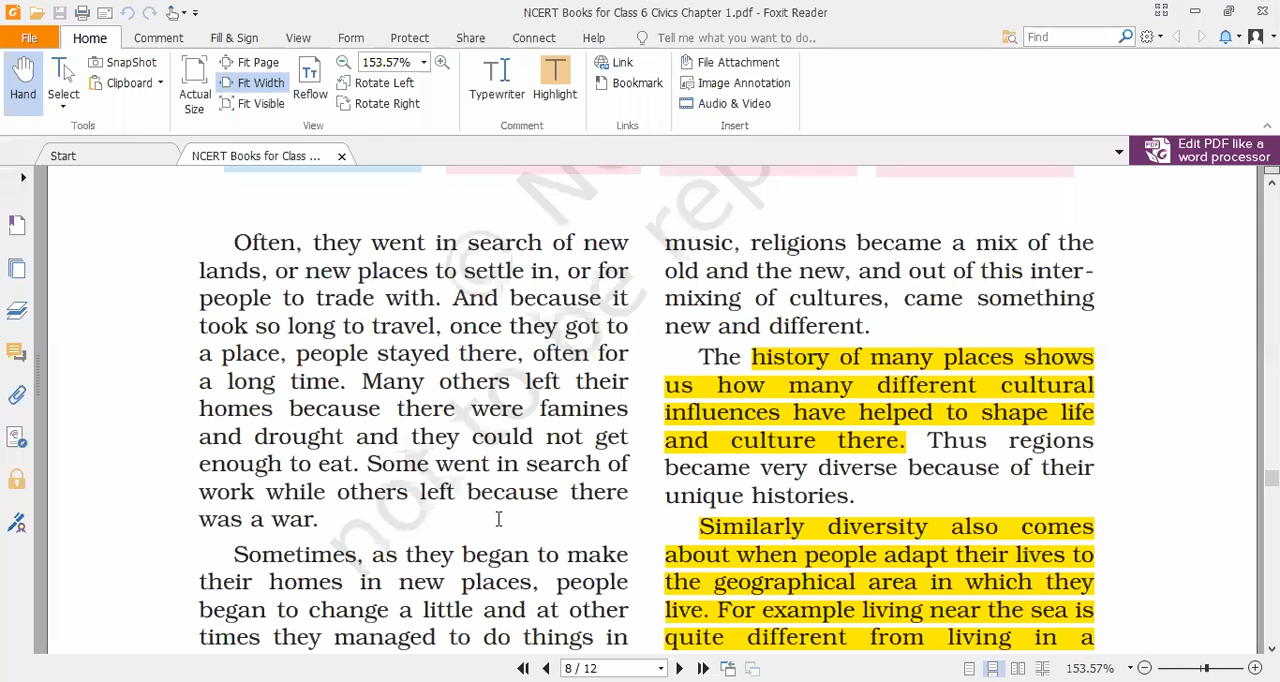 NCERT Books for Class 6 Civics Chapter 1.pdf - Foxit Reader
File Home Comment Fill & Sign View Form Protect Share Connect Help Tell me what you want to do.. Find
Hand
Select
SnapShot
Clipboard
Tools
Actual Size
Fit Page
Fit Width
Fit Visible
Reflow
153.57%
Rotate Left
Rotate Right
View
Typewriter
Highlight
Comment
Link
Bookmark
Links
File Attachment
Image Annotation
Audio & Video
Insert
Start
NCERT Books for Class ...
Edit PDF like a
word processor
Often, they went in search of new
lands, or new places to settle in, or for
people to trade with. And because it
took so long to travel, once they got to
a place, people stayed there, often for
a long time. Many others left their
homes because there were famines
and drought and they could not get
enough to eat. Some went in search of
work while others left because there
was a war.
Sometimes, as they began to make
their homes in new places, people
began to change a little and at other
times they managed to do things in
music, religions became a mix of the
old and the new, and out of this inter-
mixing of cultures, came something
new and different.
The history of many places shows
us how many different cultural
influences have helped to shape life
and culture there. Thus regions
became very diverse because of their
unique histories.
Similarly diversity also comes
about when people adapt their lives to
the geographical area in which they
live. For example living near the sea is
quite different from living in a
© N
not to be rep
8 / 12
153.57%